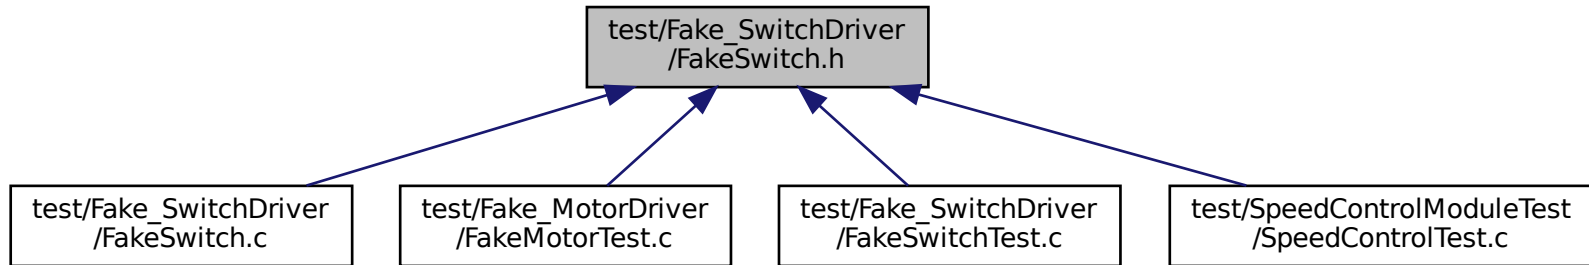 test/Fake_SwitchDriver
/FakeSwitch.h
test/Fake_SwitchDriver
/FakeSwitch.c
test/Fake_MotorDriver
/FakeMotorTest.c
test/Fake_SwitchDriver
/FakeSwitchTest.c
test/SpeedControlModuleTest
/SpeedControlTest.c